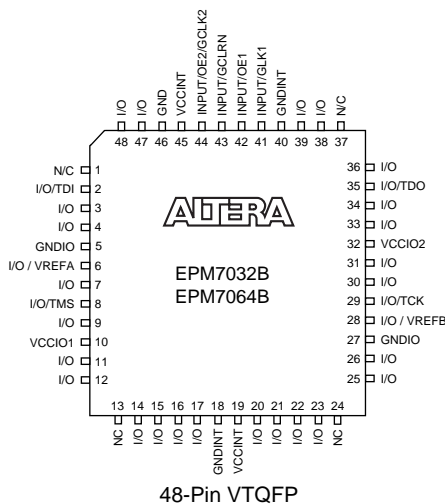 I/O
I/O
GND
VCCINT
INPUT/OE2/GCLK2
INPUT/GCLRN
INPUT/OE1
INPUT/GLK1
GNDINT
I/O
I/O
N/C
48 47 46 45 44 43 42 41 40 39 38 37
N/C 1
I/O/TDI 2
I/O 3
I/O 4
GNDIO 5
I/O / VREFA 6
I/O 7
I/O/TMS 8
I/O 9
VCCIO1 10
I/O 11
I/O 12
ALTERA
EPM7032B
EPM7064B
36 I/O
35 I/O/TDO
34 I/O
33 I/O
32 VCCIO2
31 I/O
30 I/O
29 I/O/TCK
28 I/O / VREFB
27 GNDIO
26 I/O
25 I/O
13 14 15 16 17 18 19 20 21 22 23 24
NC
I/O
I/O
I/O
I/O
GNDINT
VCCINT
I/O
I/O
I/O
I/O
NC
48-Pin VTQFP